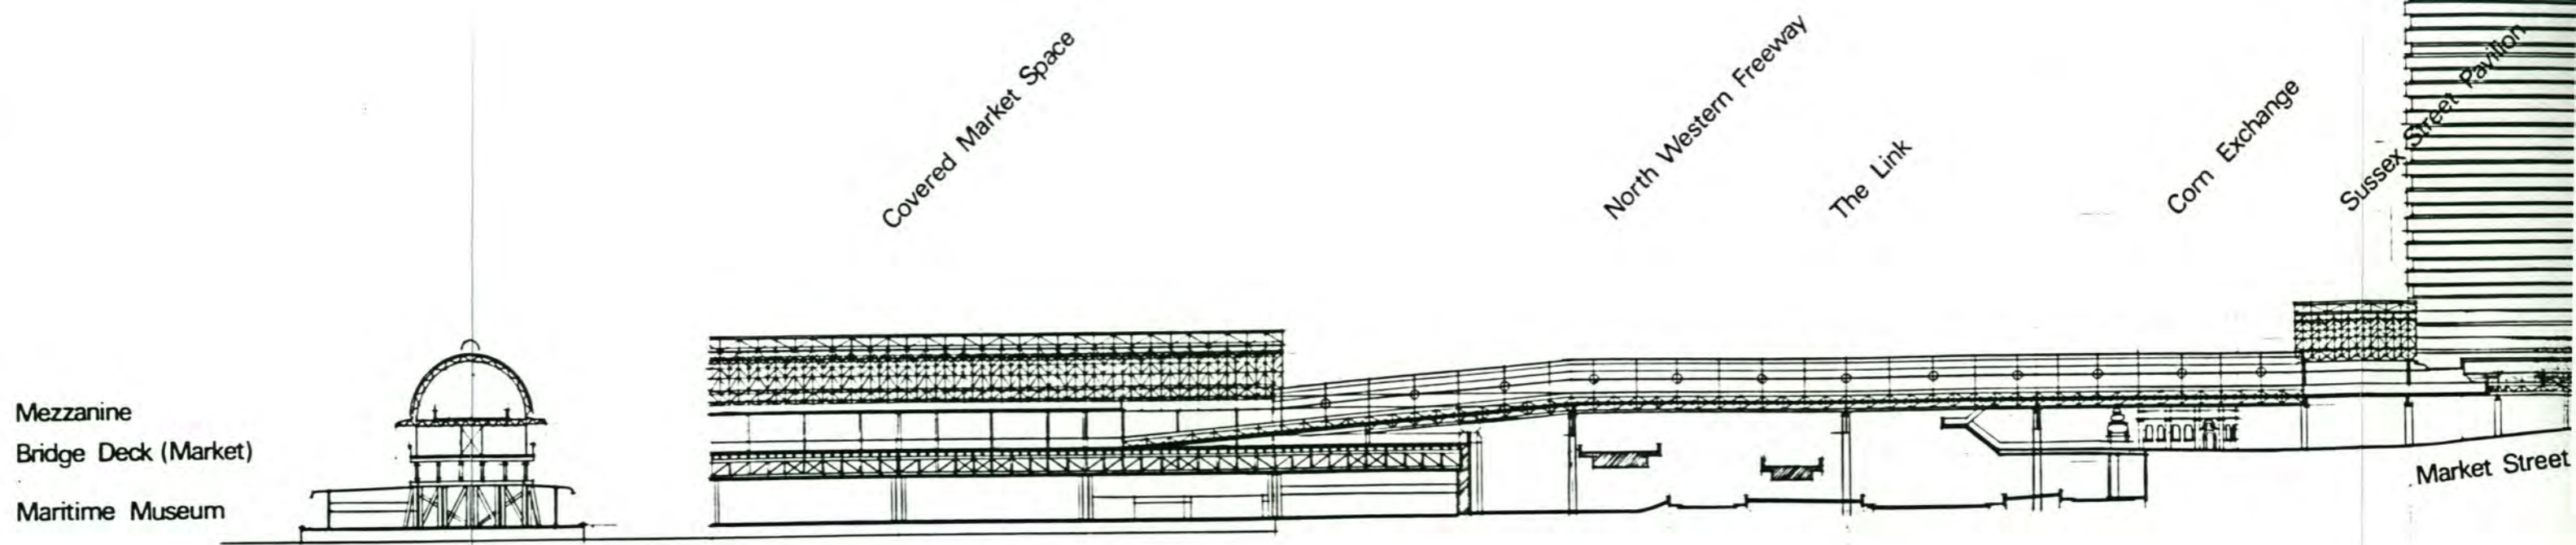 Covered Market Space
North Western Freeway
The Link
Corn Exchange
Sussex Street Pavilion
Mezzanine
Bridge Deck (Market)
Maritime Museum
Market Street